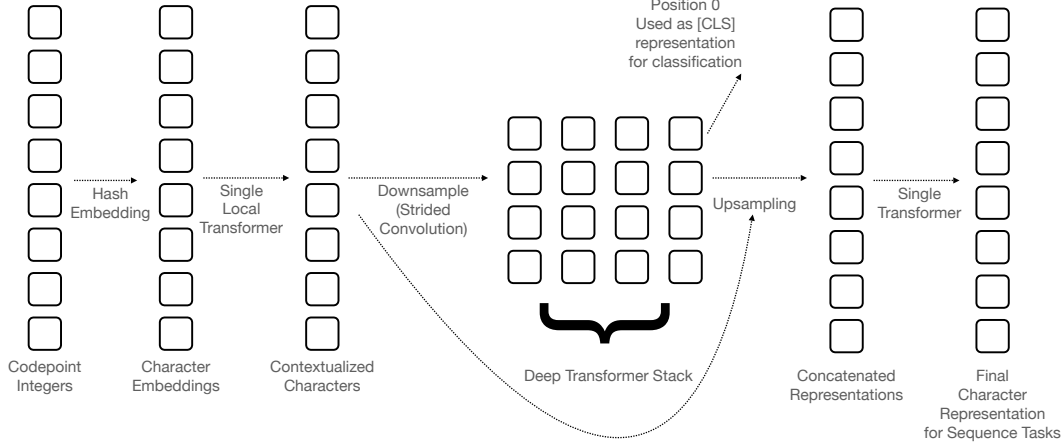 Position 0
Used as [CLS]
representation
for classification
Hash
Embedding
Single
Local
Transformer
Downsample
(Strided
Convolution)
Upsampling
Single
Transformer
Codepoint
Integers
Character
Embeddings
Contextualized
Characters
Deep Transformer Stack
Concatenated
Representations
Final
Character
Representation
for Sequence Tasks